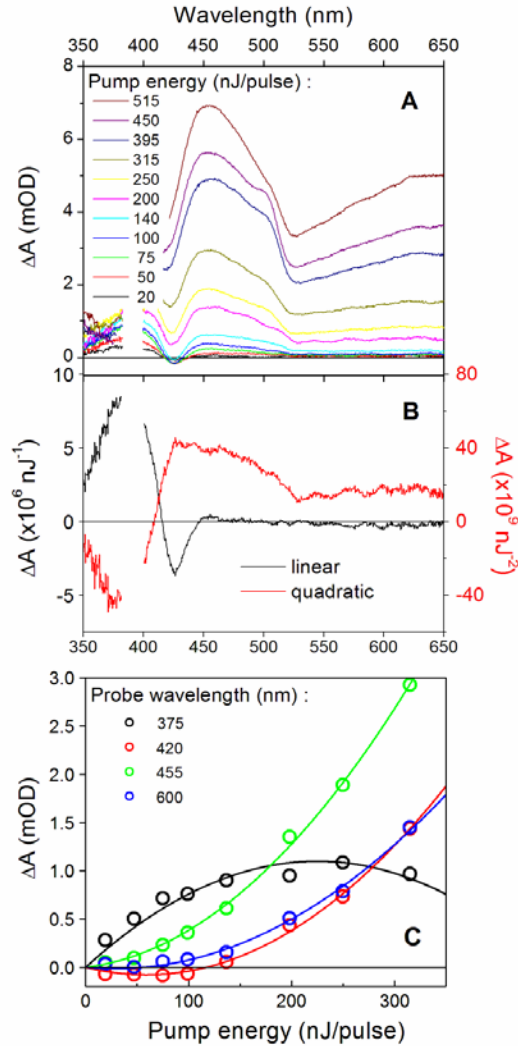 Wavelength (nm)
350 400 450 500 550 600 650
8
6
4
2
0
ΔA (mOD)
Pump energy (nJ/pulse) :
515
450
395
315
250
200
140
100
75
50
20
A
10
5
0
-5
ΔA (x10⁶ nJ⁻¹)
B
linear
quadratic
80
40
0
-40
ΔA (x10⁹ nJ⁻²)
350 400 450 500 550 600 650
3.0
2.5
2.0
1.5
1.0
0.5
0.0
ΔA (mOD)
Probe wavelength (nm) :
375
420
455
600
C
0 100 200 300
Pump energy (nJ/pulse)